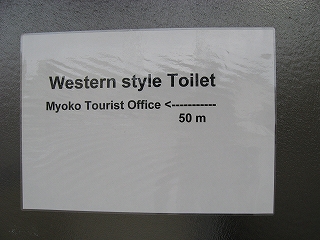 Western style Toilet
Myoko Tourist Office <-----------
50 m